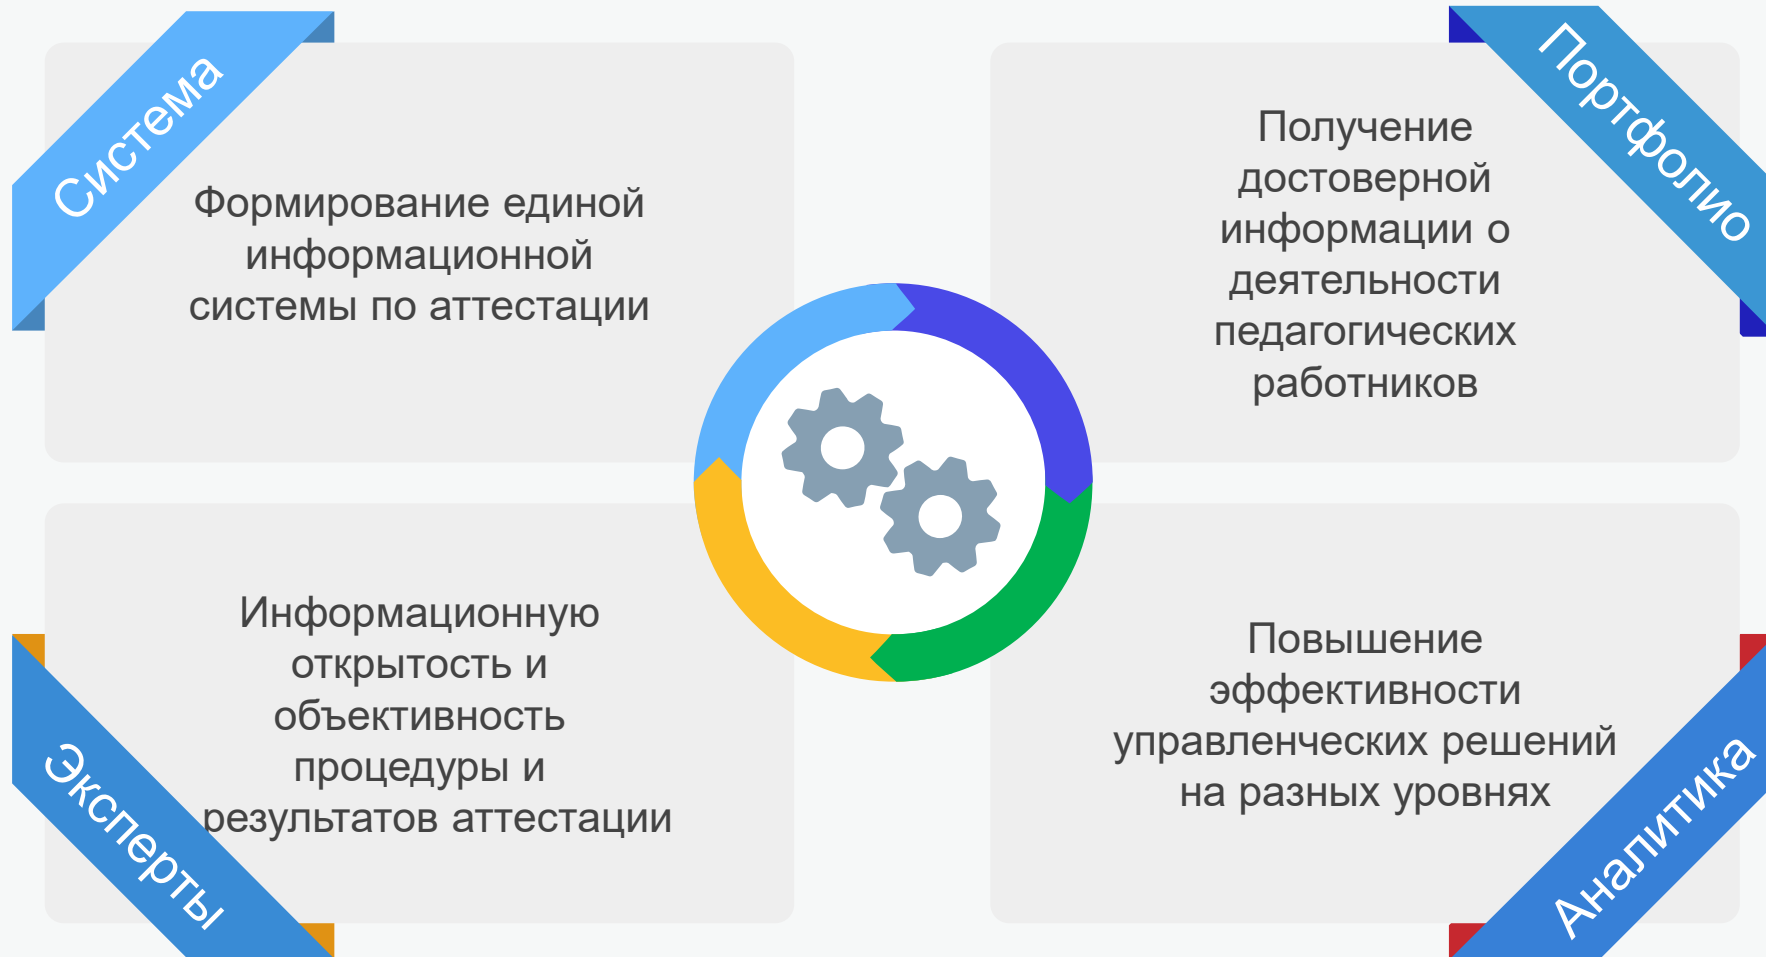 Система
Формирование единой
информационной
системы по аттестации
Портфолио
Получение
достоверной
информации о
деятельности
педагогических
работников
Эксперты
Информационную
открытость и
объективность
процедуры и
результатов аттестации
Аналитика
Повышение
эффективности
управленческих решений
на разных уровнях